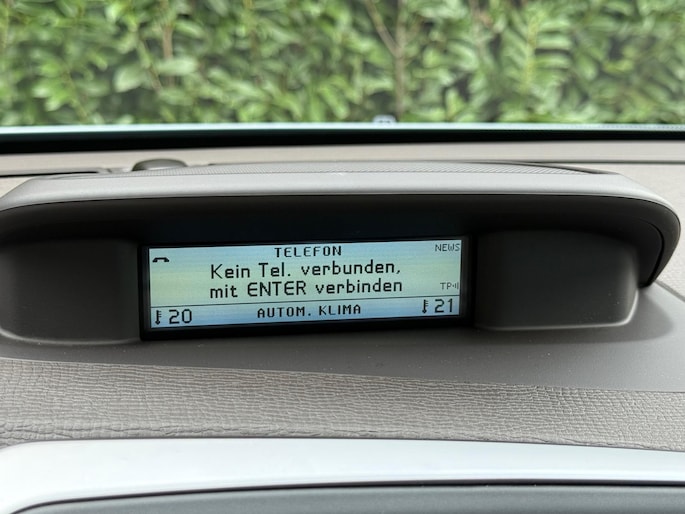 TELEFON NEWS
Kein Tel. verbunden,
mit ENTER verbinden TP
20 AUTOM. KLIMA 21